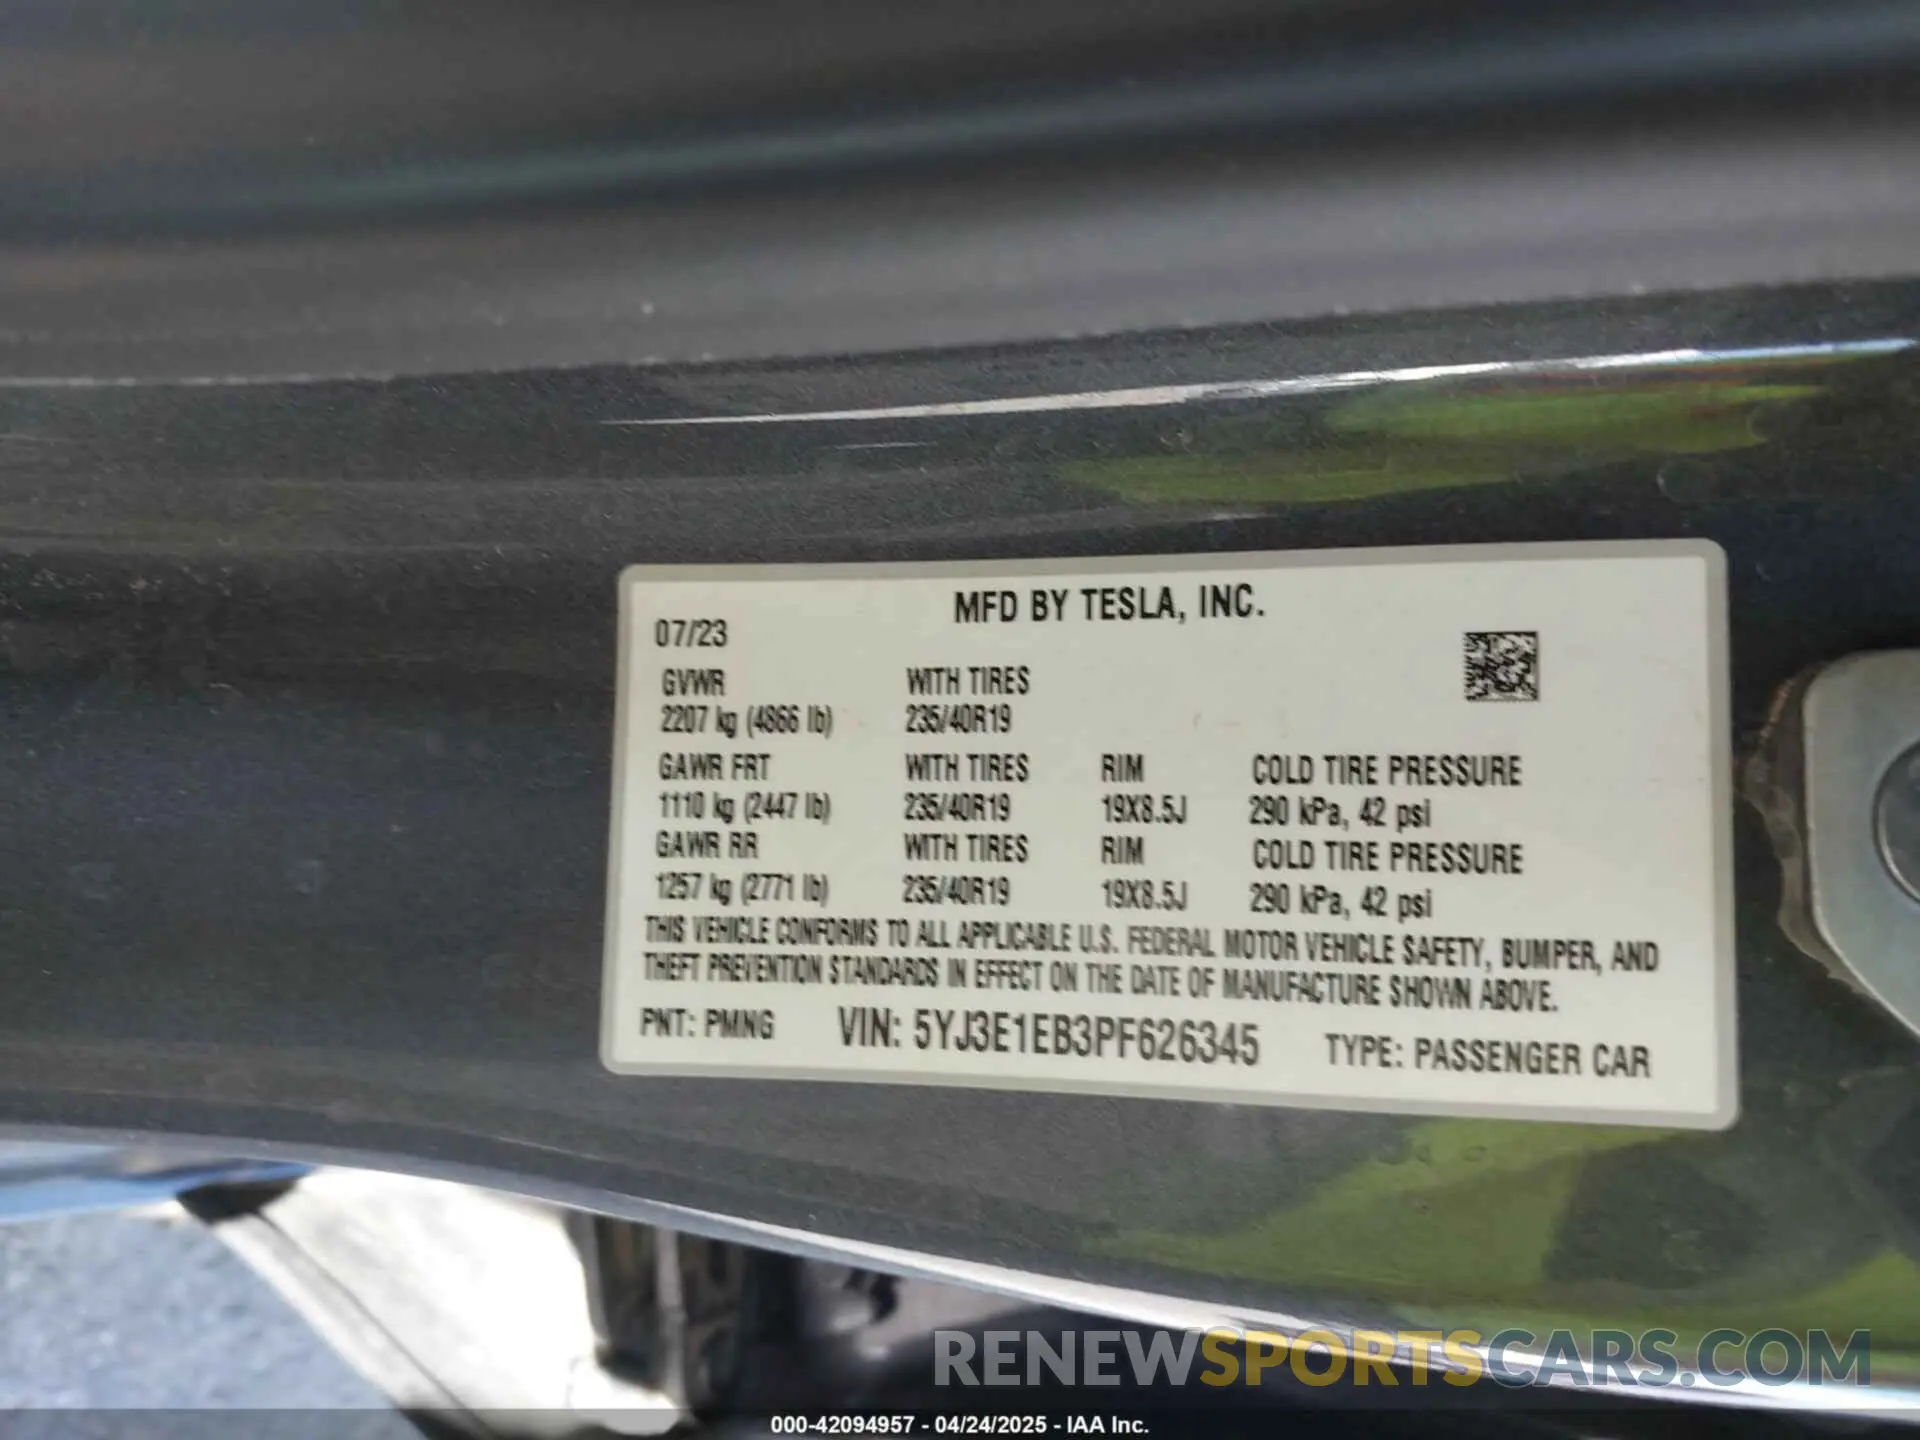 MFD BY TESLA, INC.
07/23
GVWR WITH TIRES
2207 kg (4866 lb) 235/40R19
GAWR FRT WITH TIRES RIM COLD TIRE PRESSURE
1110 kg (2447 lb) 235/40R19 19X8.5J 290 kPa, 42 psi
GAWR RR WITH TIRES RIM COLD TIRE PRESSURE
1257 kg (2771 lb) 235/40R19 19X8.5J 290 kPa, 42 psi
THIS VEHICLE CONFORMS TO ALL APPLICABLE U.S. FEDERAL MOTOR VEHICLE SAFETY, BUMPER, AND
THEFT PREVENTION STANDARDS IN EFFECT ON THE DATE OF MANUFACTURE SHOWN ABOVE.
PNT: PMNG VIN: 5YJ3E1EB3PF626345 TYPE: PASSENGER CAR
RENEWSPORTSCARS.COM
000-42094957 - 04/24/2025 - IAA Inc.